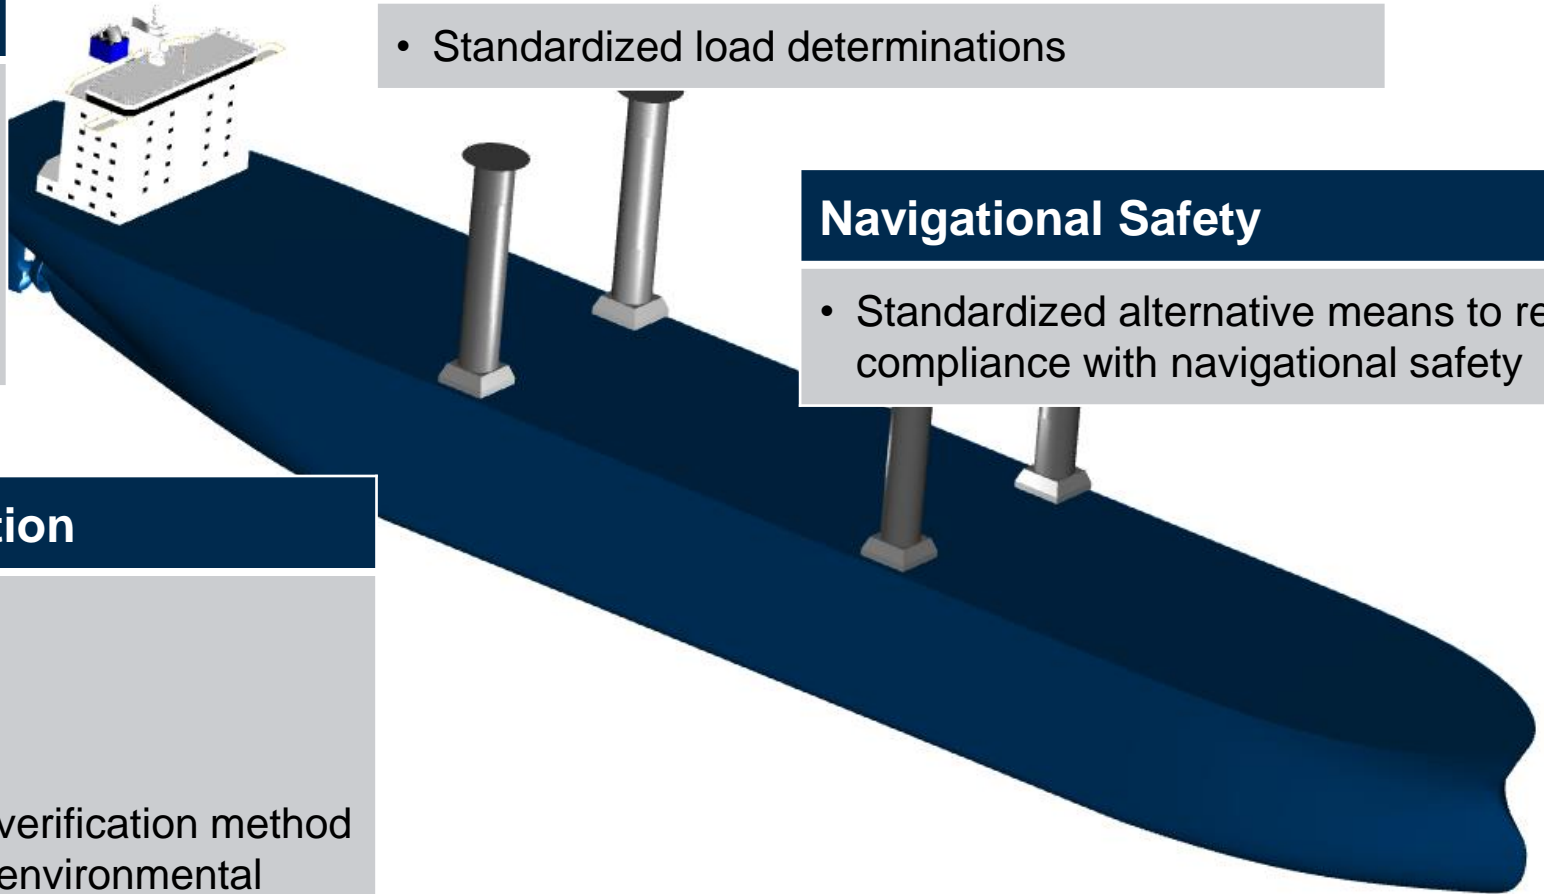 • Standardized load determinations
Navigational Safety
• Standardized alternative means to re
compliance with navigational safety
tion
verification method
environmental